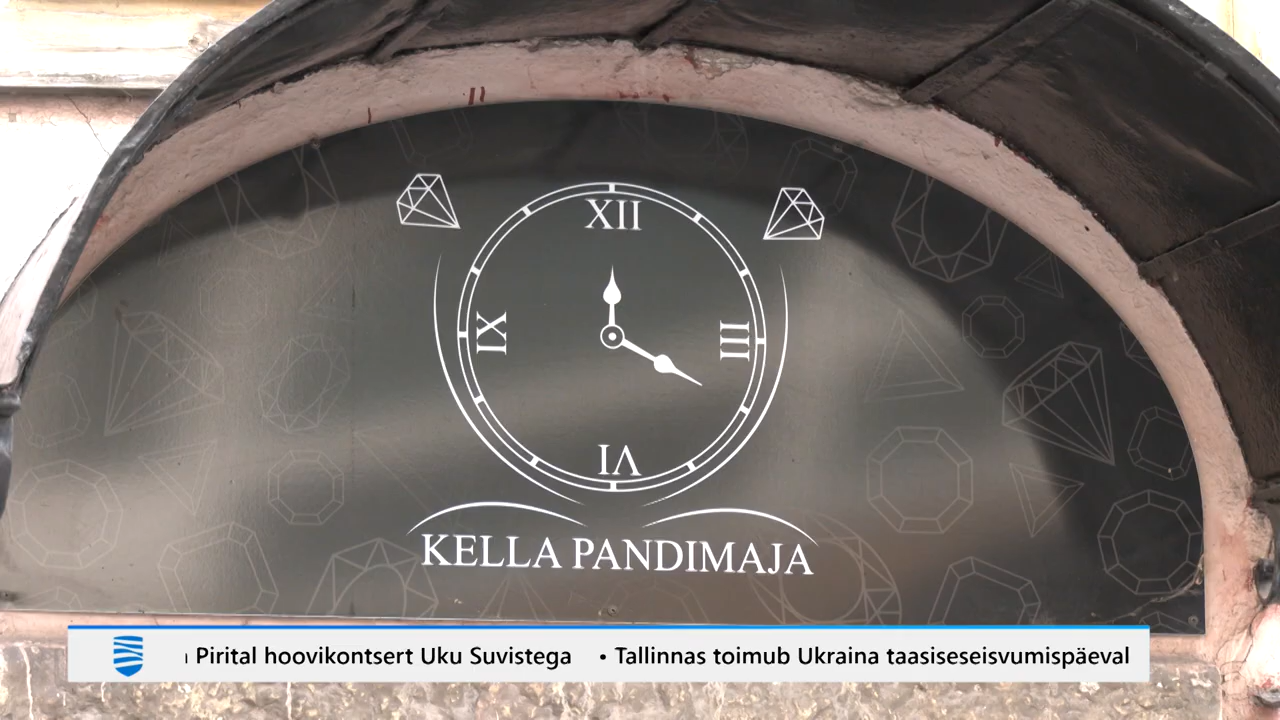 XII
IX
III
VI
KELLA PANDIMAJA
Pirital hoovikontsert Uku Suvistega • Tallinnas toimub Ukraina taasiseseisvumispäeval